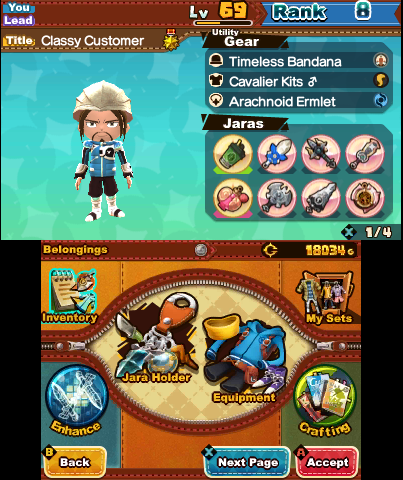 You
Lead
Lv 69
Rank 8
Title Classy Customer
Utility
Gear
Timeless Bandana
Cavalier Kits ♂
Arachnoid Ermlet
Jaras
X 1/4
Belongings
18034 G
Inventory
My Sets
Jara Holder
Equipment
Enhance
Crafting
B
Back
X
Next Page
A
Accept